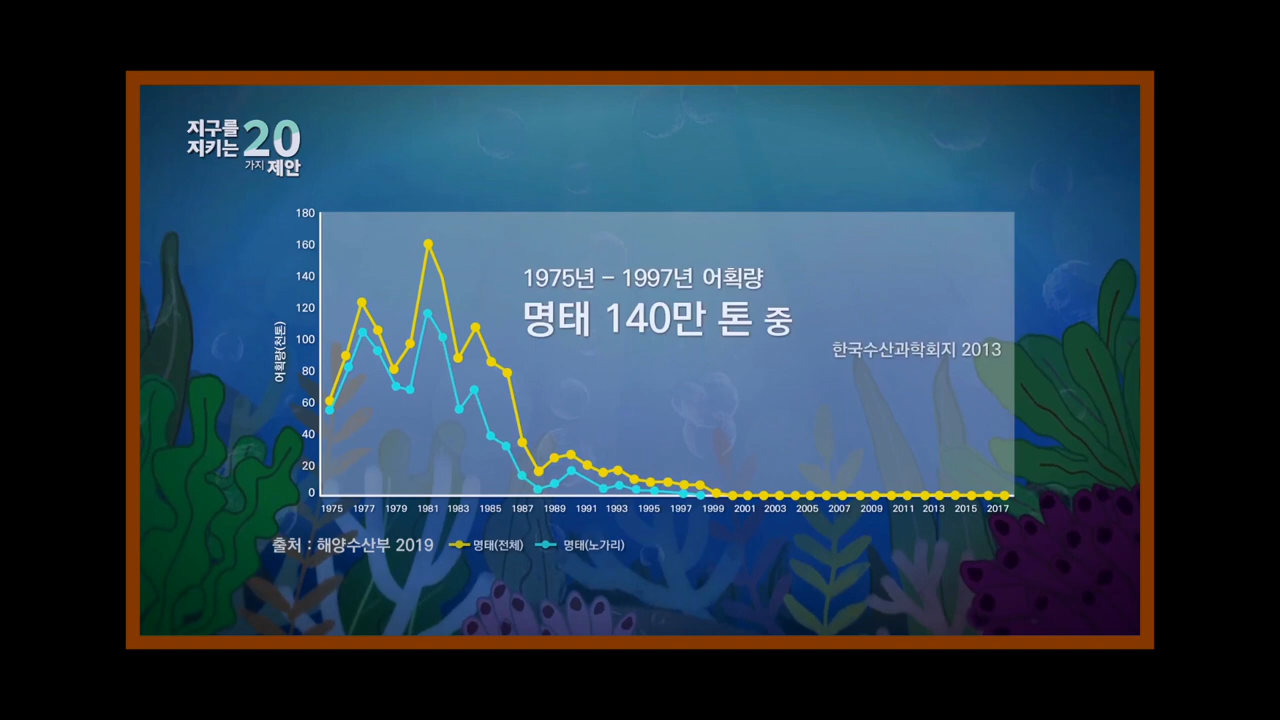 지구를
지키는 20
가지 제안
180
160
140
120
100
80
60
40
20
0
어획량(천톤)
1975년 – 1997년 어획량
명태 140만 톤 중
한국수산과학회지 2013
1975 1977 1979 1981 1983 1985 1987 1989 1991 1993 1995 1997 1999 2001 2003 2005 2007 2009 2011 2013 2015 2017
출처 : 해양수산부 2019 명태(전체) 명태(노가리)